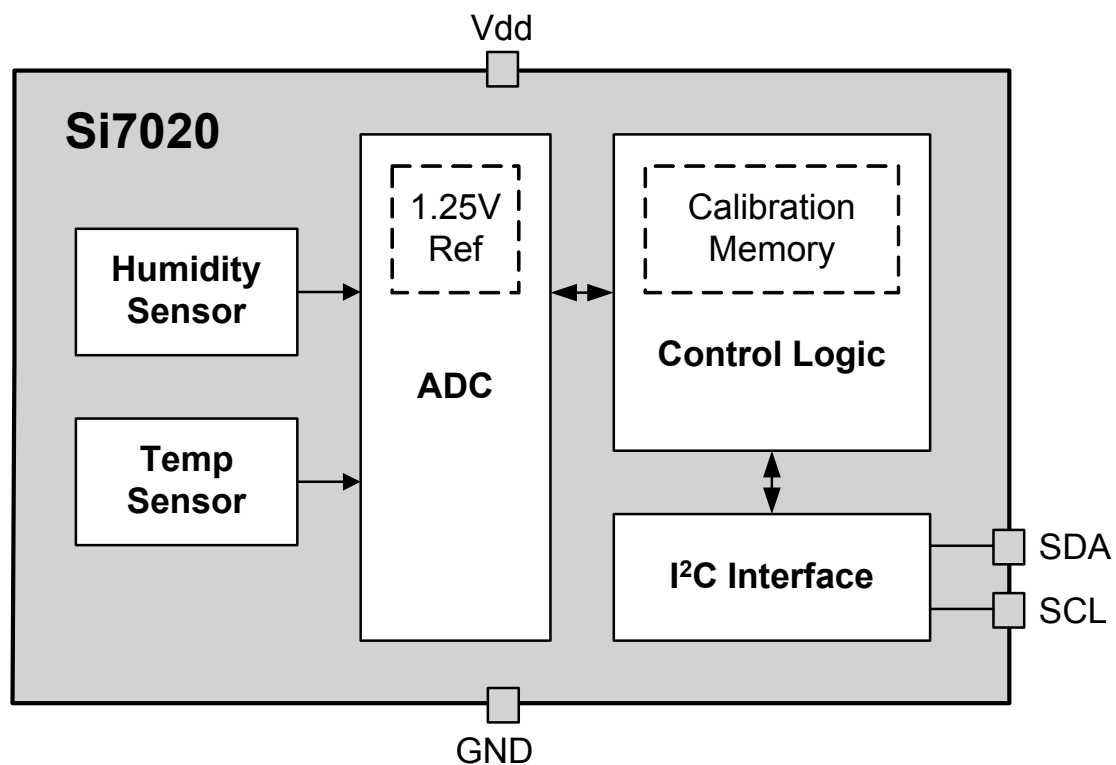 Vdd
Si7020
1.25V
Ref
Calibration
Memory
Humidity
Sensor
Control Logic
ADC
Temp
Sensor
I²C Interface
SDA
SCL
GND